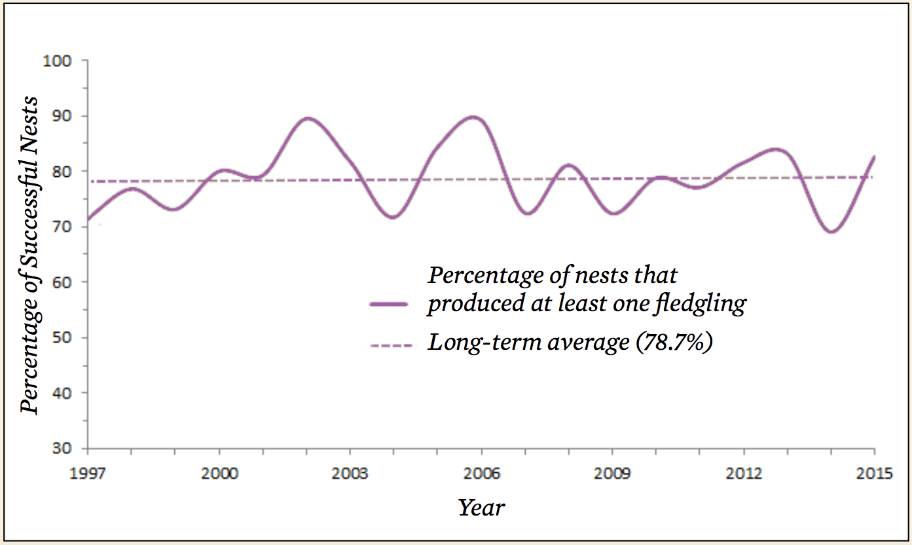 100
90
80
70
60
50
40
30
Percentage of Successful Nests
Percentage of nests that
produced at least one fledgling
Long-term average (78.7%)
1997 2000 2003 2006 2009 2012 2015
Year